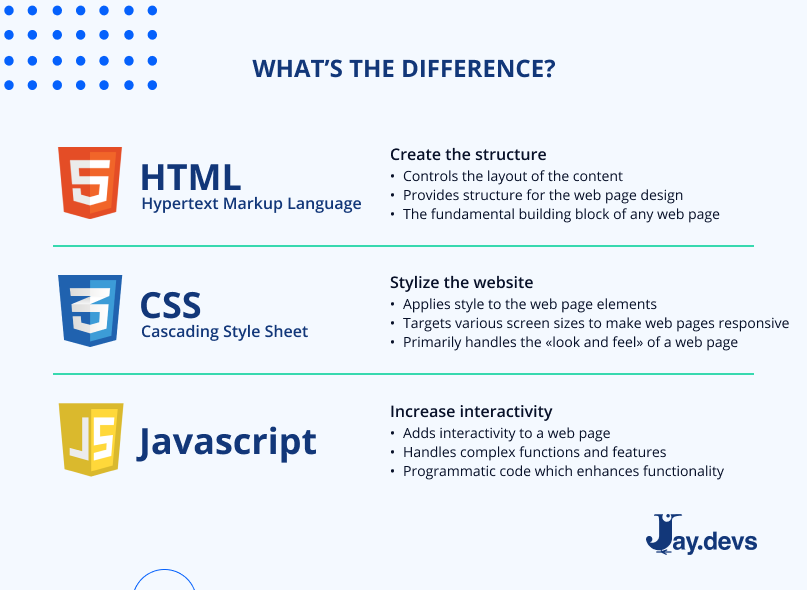 WHAT’S THE DIFFERENCE?
HTML
Hypertext Markup Language
Create the structure
• Controls the layout of the content
• Provides structure for the web page design
• The fundamental building block of any web page
CSS
Cascading Style Sheet
Stylize the website
• Applies style to the web page elements
• Targets various screen sizes to make web pages responsive
• Primarily handles the «look and feel» of a web page
JS
Javascript
Increase interactivity
• Adds interactivity to a web page
• Handles complex functions and features
• Programmatic code which enhances functionality
Jay.devs